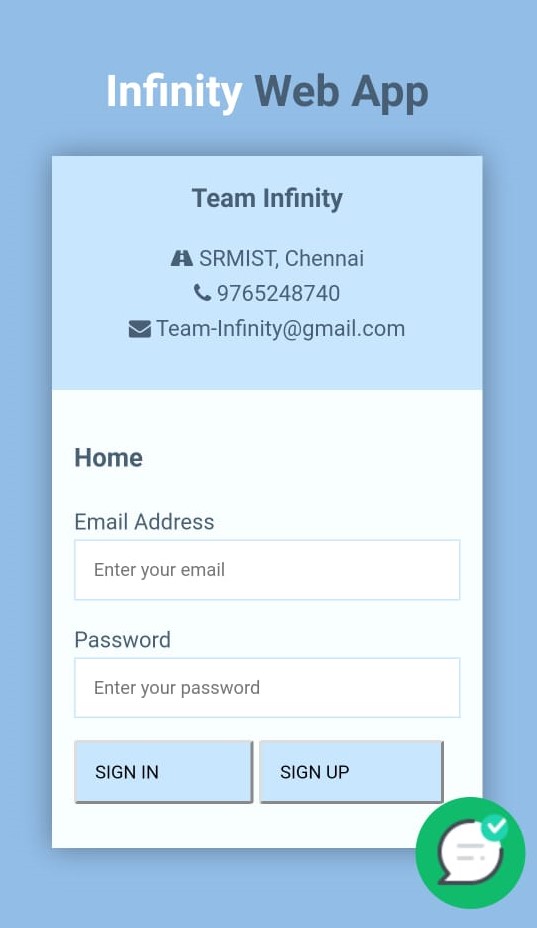 Infinity Web App
Team Infinity
SRMIST, Chennai
9765248740
Team-Infinity@gmail.com
Home
Email Address
Enter your email
Password
Enter your password
SIGN IN SIGN UP